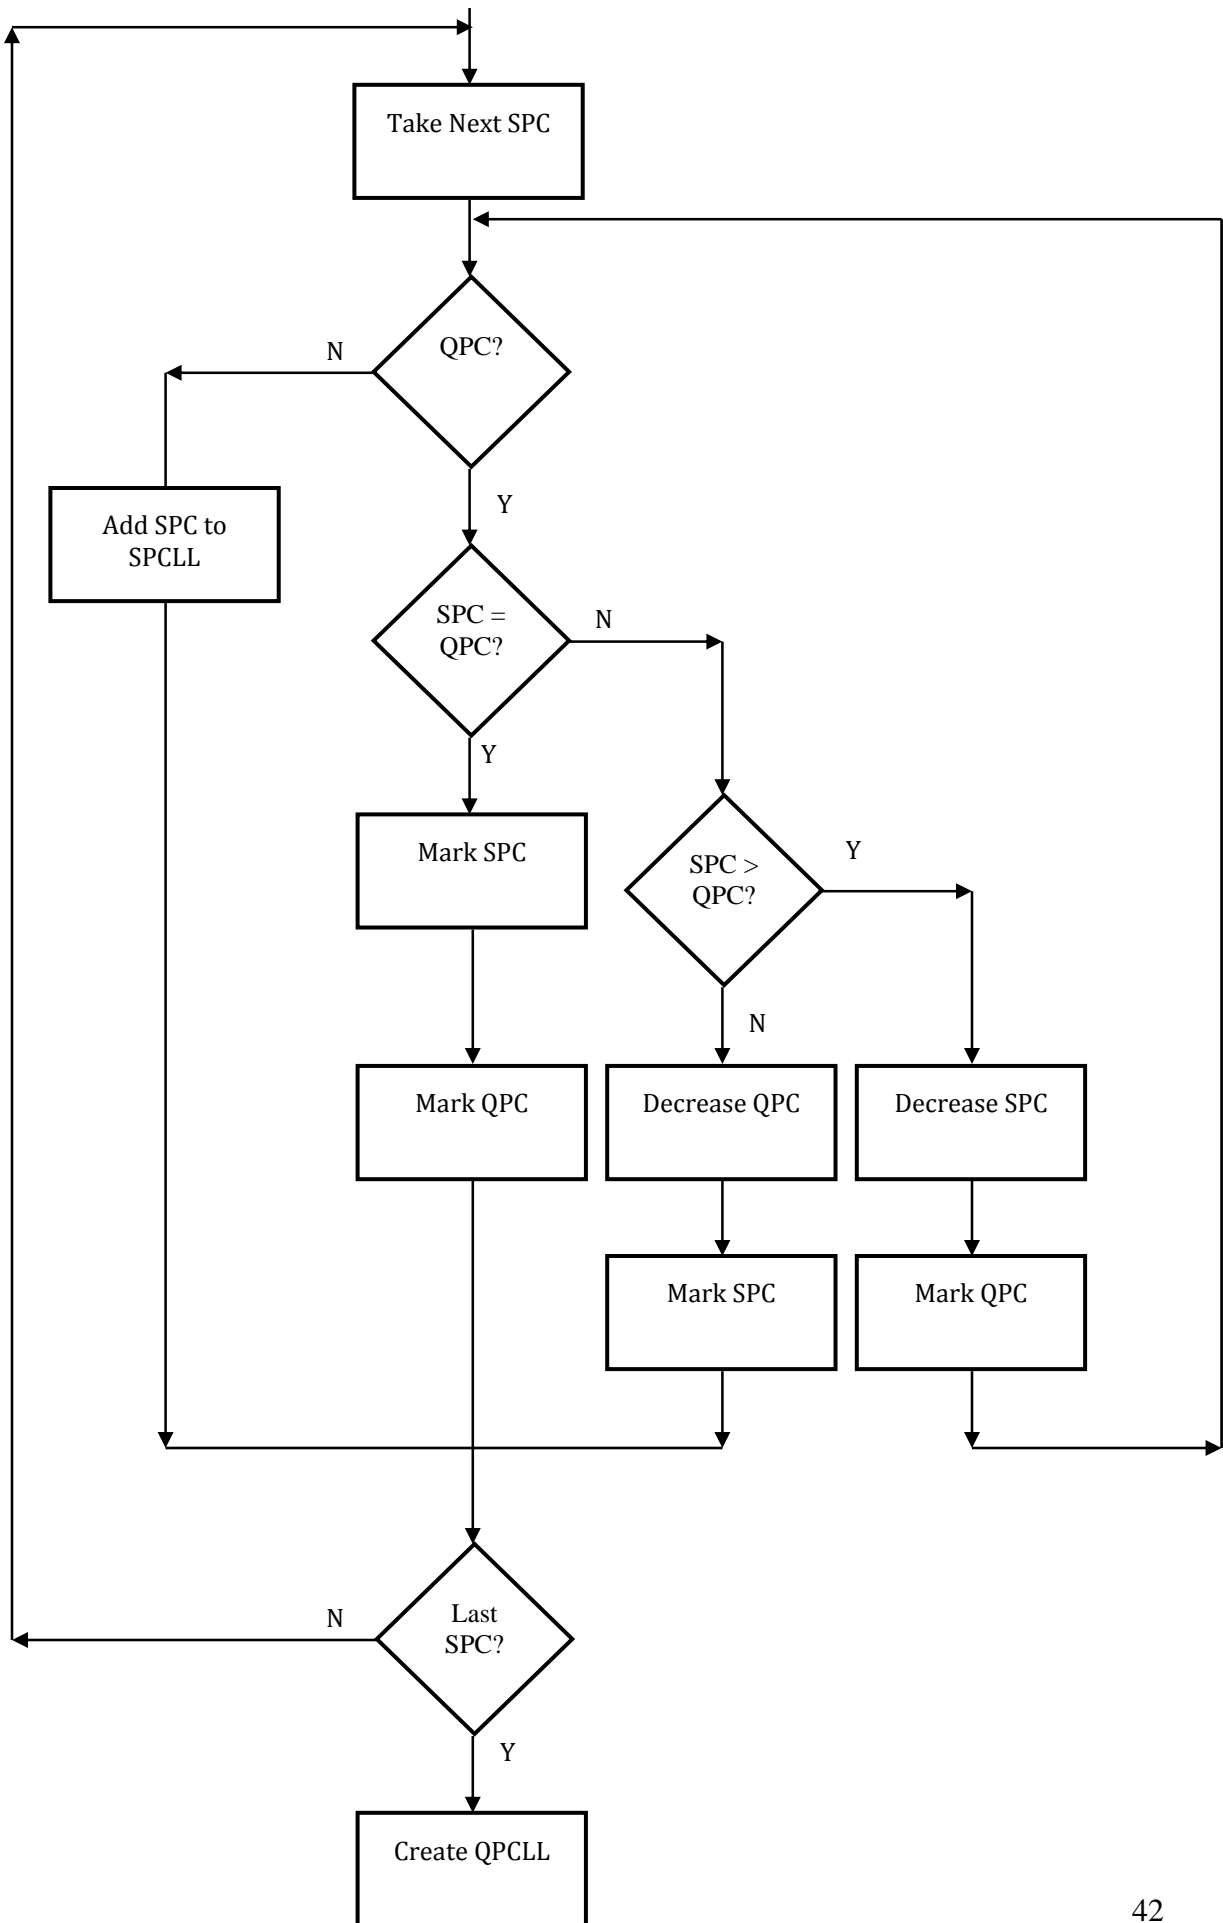 Take Next SPC
QPC?
N
Y
Add SPC to
SPCLL
SPC =
QPC?
N
Y
Mark SPC
SPC >
QPC?
Y
N
Mark QPC
Decrease QPC
Decrease SPC
Mark SPC
Mark QPC
Last
SPC?
N
Y
Create QPCLL
42